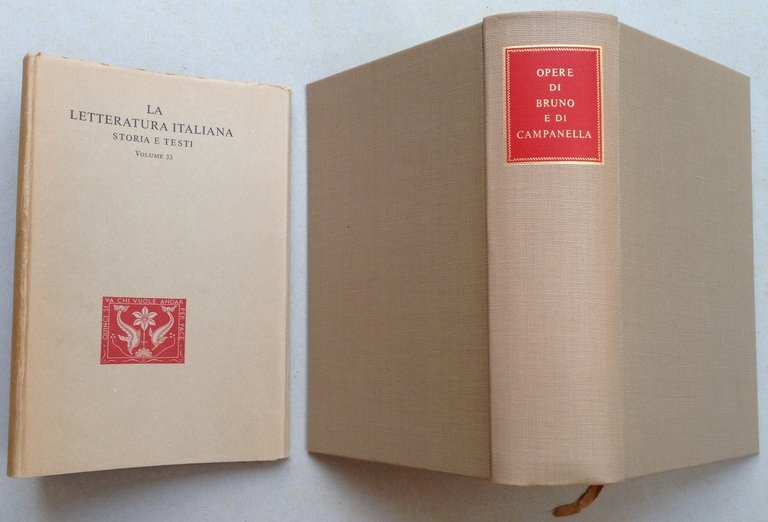 LA
LETTERATURA ITALIANA
STORIA E TESTI
VOLUME 33
QUINCI SI
VA CHI VUOLE ANDAR
PER PACE
OPERE
DI
BRUNO
E DI
CAMPANELLA